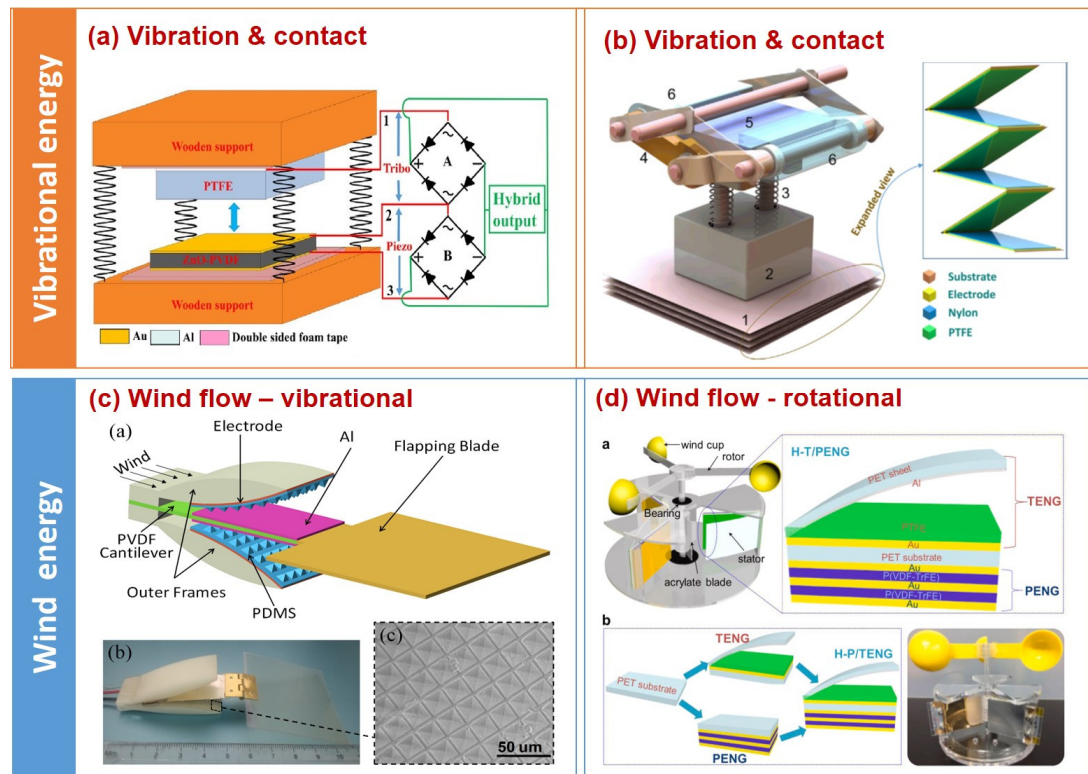 Vibrational energy
(a) Vibration & contact
Wooden support
PTFE
ZnO-PVDF
Wooden support
1
Tribo
2
Piezo
3
A
B
Hybrid
output
Au
Al
Double sided foam tape
(b) Vibration & contact
6
5
4
6
3
2
1
Expanded view
Substrate
Electrode
Nylon
PTFE
Wind energy
(c) Wind flow – vibrational
(a)
Electrode
Al
Flapping Blade
Wind
PVDF
Cantilever
Outer Frames
PDMS
(b)
(c)
50 um
(d) Wind flow - rotational
a
wind cup
rotor
Bearing
stator
acrylate blade
H-T/PENG
PET sheet
Al
PTFE
Au
PET substrate
Au
P(VDF-TrFE)
Au
P(VDF-TrFE)
Au
TENG
PENG
b
TENG
PET substrate
PENG
H-P/TENG